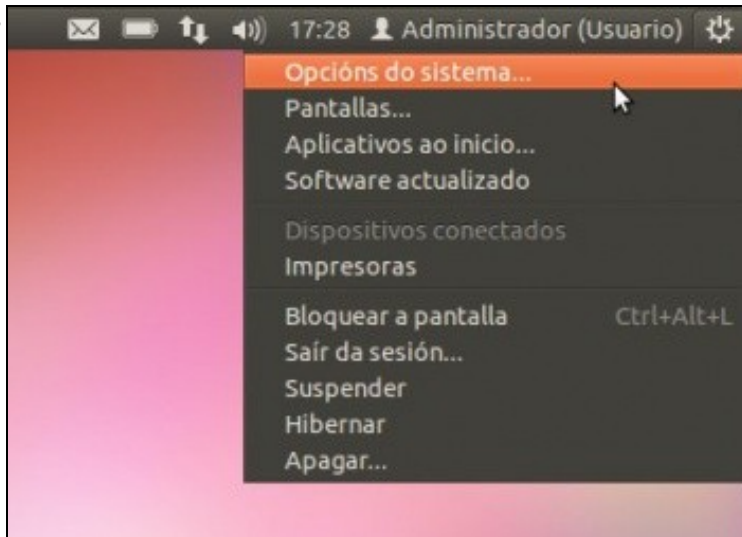 17:28 Administrador (Usuario)
Opcións do sistema...
Pantallas...
Aplicativos ao inicio...
Software actualizado
Dispositivos conectados
Impresoras
Bloquear a pantalla Ctrl+Alt+L
Saír da sesión...
Suspender
Hibernar
Apagar...